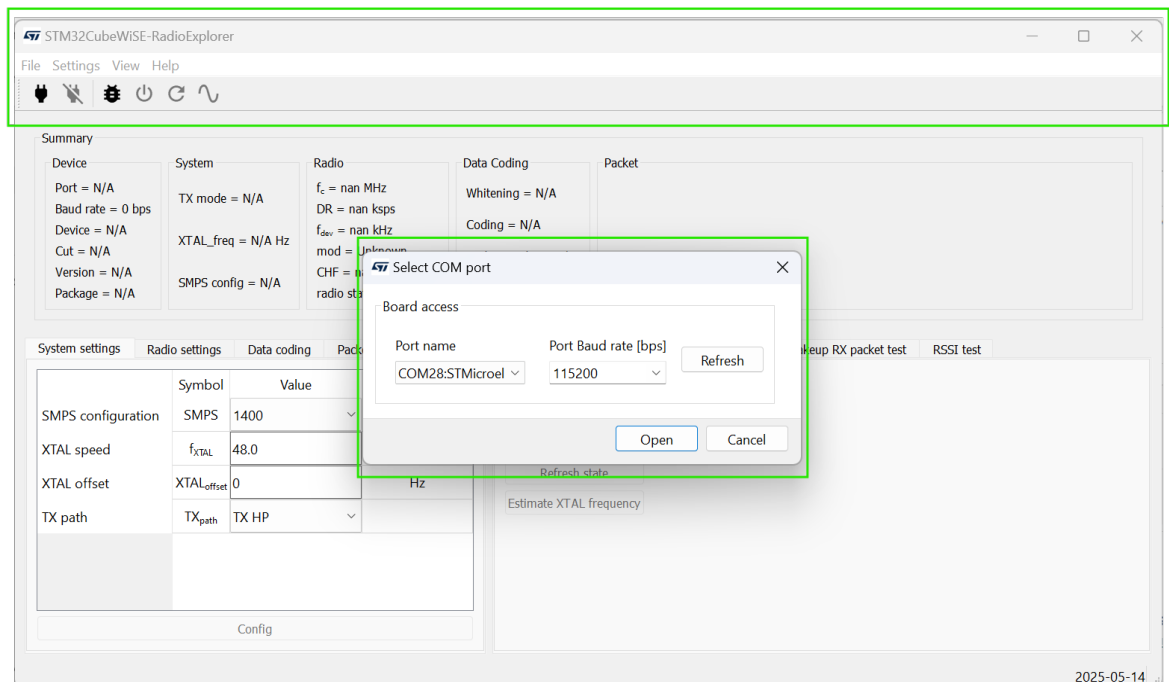 STM32CubeWiSE-RadioExplorer
File Settings View Help
Summary
Device
Port = N/A
Baud rate = 0 bps
Device = N/A
Cut = N/A
Version = N/A
Package = N/A
System
TX mode = N/A
XTAL_freq = N/A Hz
SMPS config = N/A
Radio
fc = nan MHz
DR = nan ksps
fdev = nan kHz
mod = Unknown
CHF =
radio
Data Coding
Whitening = N/A
Coding = N/A
Packet
ST Select COM port
Board access
Port name Port Baud rate [bps]
COM28:STMicroel 115200 Refresh
Open Cancel
System settings Radio settings Data coding RX packet test RSSI test
Symbol Value
SMPS configuration SMPS 1400
XTAL speed fXTAL 48.0
XTAL offset XTALoffset 0 Hz
TX path TXpath TX HP
Config
Refresh state
Estimate XTAL frequency
2025-05-14